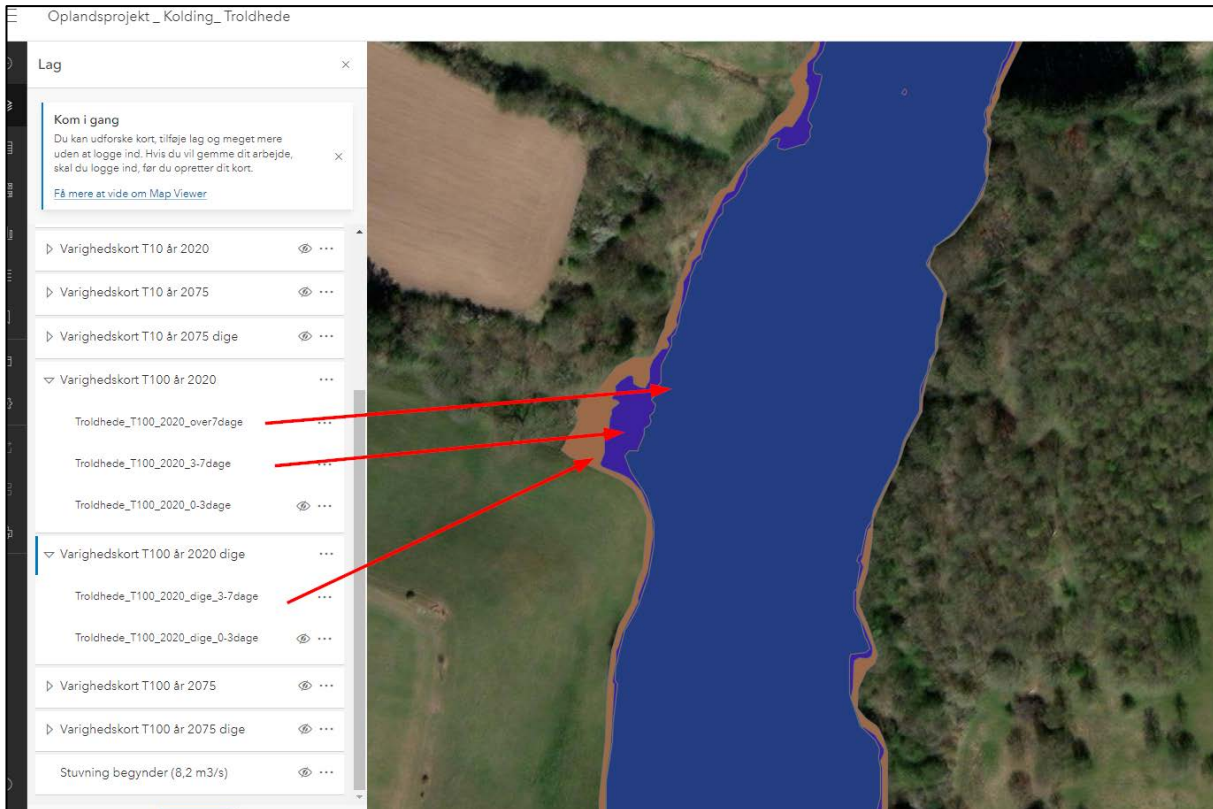 Oplandsprojekt _ Kolding_ Troldhede
Lag
Kom i gang
Du kan udforske kort, tilføje lag og meget mere
uden at logge ind. Hvis du vil gemme dit arbejde,
skal du logge ind, før du opretter dit kort.
Få mere at vide om Map Viewer
Varighedskort T10 år 2020
Varighedskort T10 år 2075
Varighedskort T10 år 2075 dige
Varighedskort T100 år 2020
Troldhede_T100_2020_over7dage
Troldhede_T100_2020_3-7dage
Troldhede_T100_2020_0-3dage
Varighedskort T100 år 2020 dige
Troldhede_T100_2020_dige_3-7dage
Troldhede_T100_2020_dige_0-3dage
Varighedskort T100 år 2075
Varighedskort T100 år 2075 dige
Stuvning begynder (8,2 m3/s)